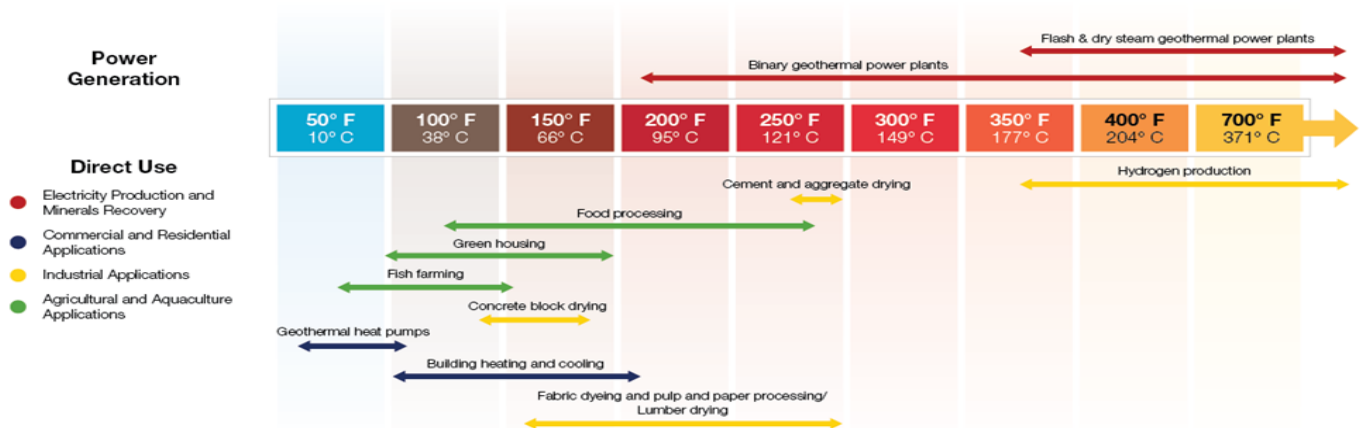 Power
Generation
Flash & dry steam geothermal power plants
Binary geothermal power plants
50° F
10° C
100° F
38° C
150° F
66° C
200° F
95° C
250° F
121° C
300° F
149° C
350° F
177° C
400° F
204° C
700° F
371° C
Direct Use
Electricity Production and
Minerals Recovery
Commercial and Residential
Applications
Industrial Applications
Agricultural and Aquaculture
Applications
Hydrogen production
Cement and aggregate drying
Food processing
Green housing
Fish farming
Concrete block drying
Geothermal heat pumps
Building heating and cooling
Fabric dyeing and pulp and paper processing/
Lumber drying